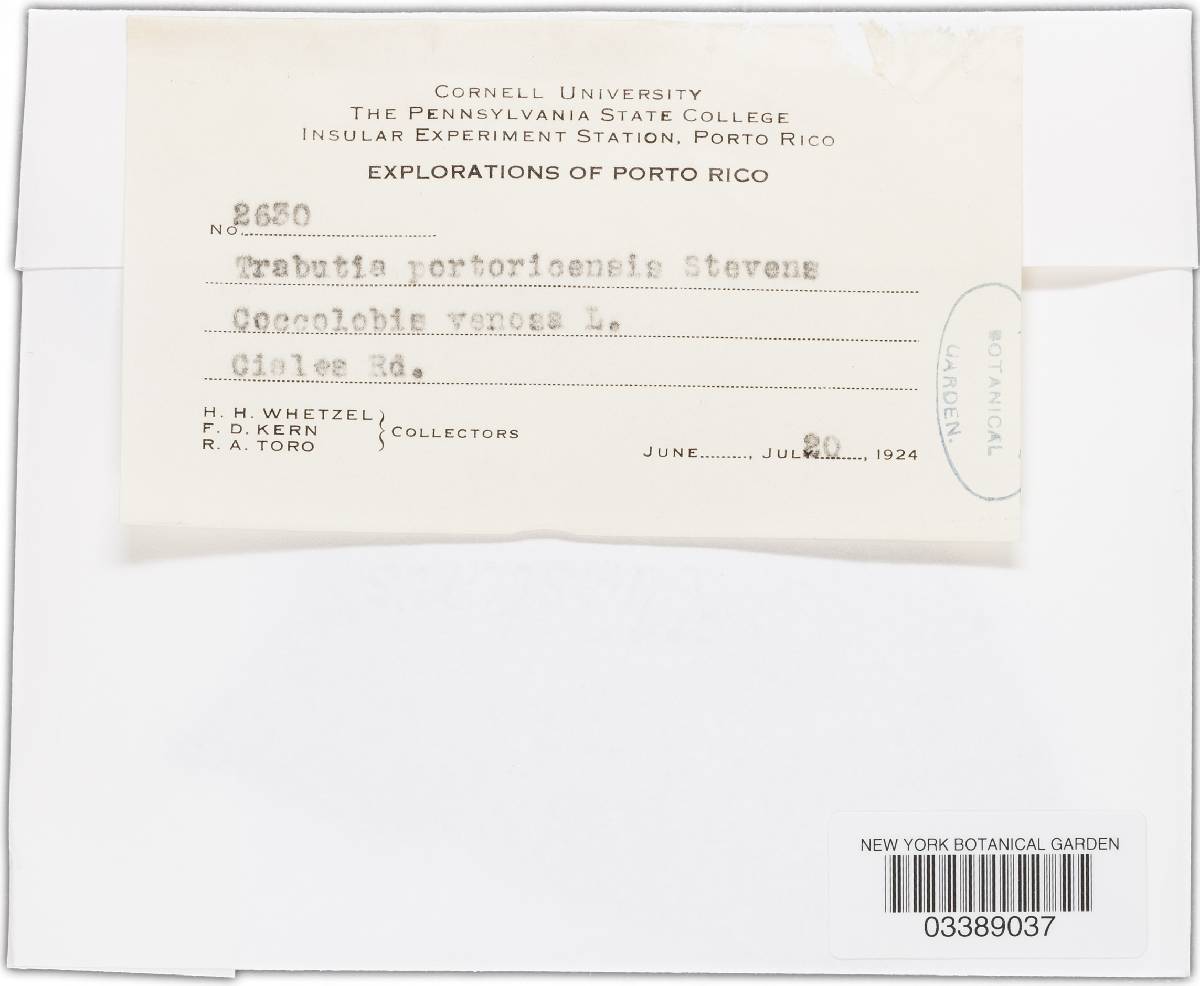 CORNELL UNIVERSITY
THE PENNSYLVANIA STATE COLLEGE
INSULAR EXPERIMENT STATION, PORTO RICO
EXPLORATIONS OF PORTO RICO
No. 2630
Trabutia portoricensis Stevens
Coccolobis venosa L.
Ciales Rd.
H. H. WHETZEL
F. D. KERN
R. A. TORO
} COLLECTORS
JUNE........, JULY 20, 1924
BOTANICAL
GARDEN.
NEW YORK BOTANICAL GARDEN
03389037